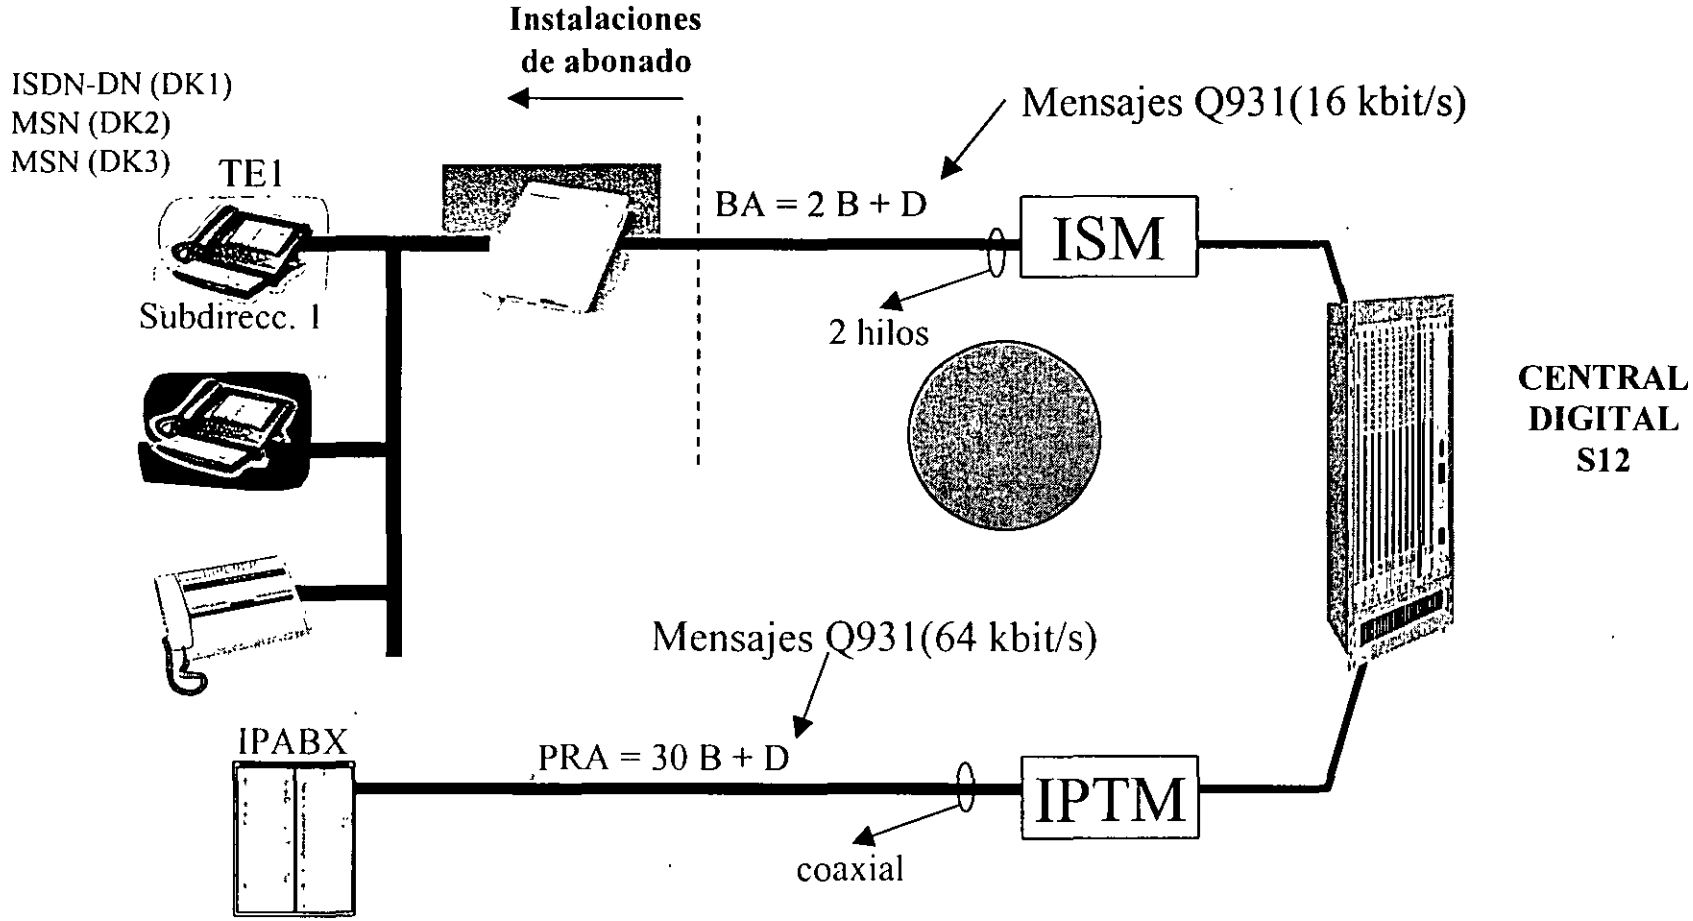 Instalaciones
de abonado
ISDN-DN (DK1)
MSN (DK2)
MSN (DK3)
TE1
Mensajes Q931(16 kbit/s)
BA = 2 B + D
ISM
Subdirecc. 1
2 hilos
CENTRAL
DIGITAL
S12
Mensajes Q931(64 kbit/s)
IPABX
PRA = 30 B + D
IPTM
coaxial